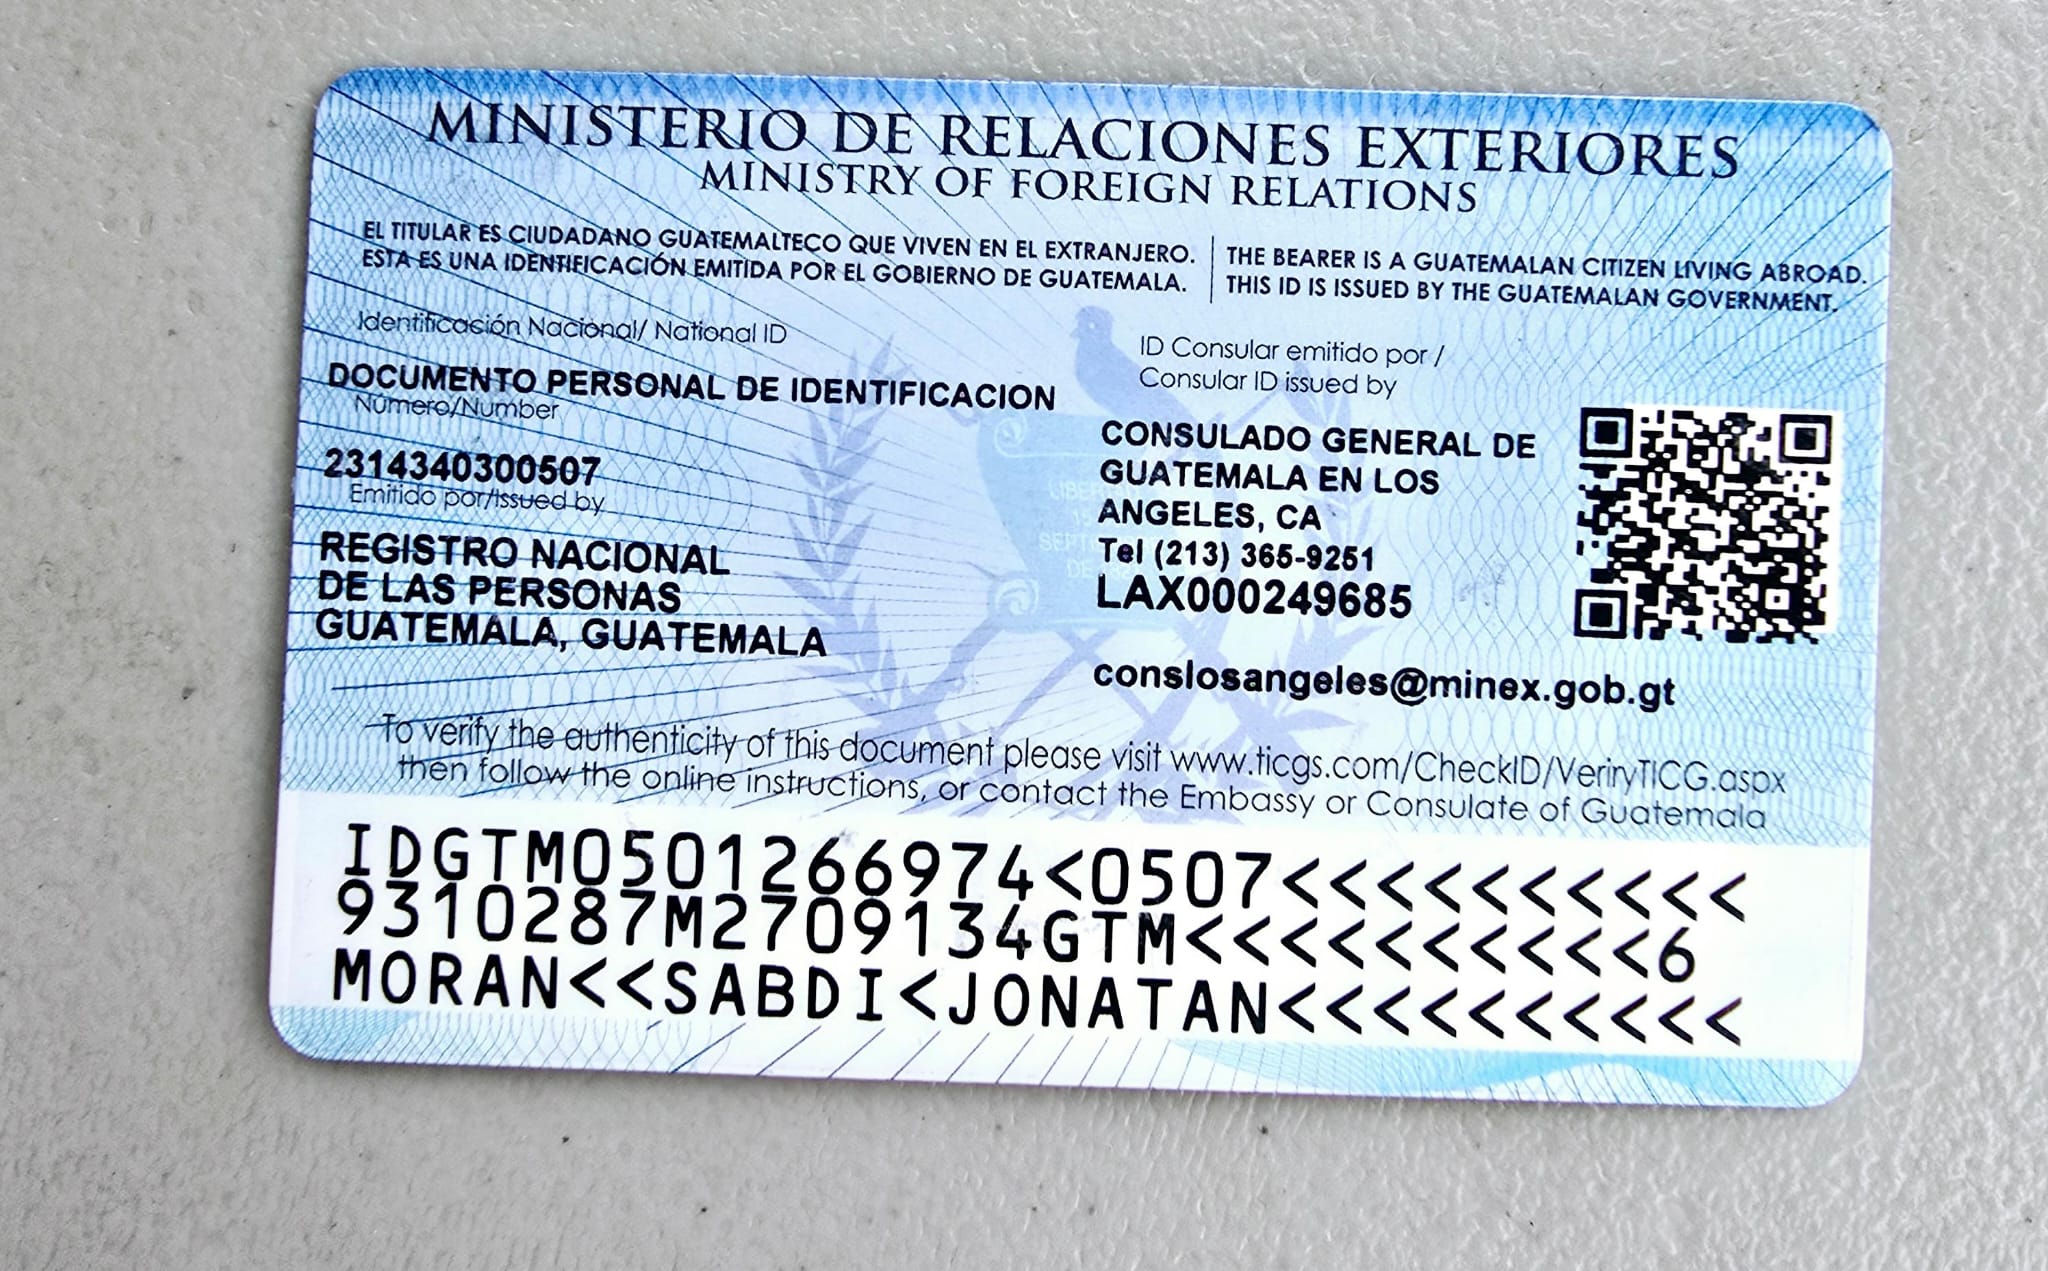 MINISTERIO DE RELACIONES EXTERIORES
MINISTRY OF FOREIGN RELATIONS
EL TITULAR ES CIUDADANO GUATEMALTECO QUE VIVEN EN EL EXTRANJERO.
ESTA ES UNA IDENTIFICACIÓN EMITIDA POR EL GOBIERNO DE GUATEMALA.
THE BEARER IS A GUATEMALAN CITIZEN LIVING ABROAD.
THIS ID IS ISSUED BY THE GUATEMALAN GOVERNMENT.
Identificación Nacional/ National ID
DOCUMENTO PERSONAL DE IDENTIFICACION
Número/Number
2314340300507
Emitido por/Issued by
REGISTRO NACIONAL
DE LAS PERSONAS
GUATEMALA, GUATEMALA
ID Consular emitido por /
Consular ID issued by
CONSULADO GENERAL DE
GUATEMALA EN LOS
ANGELES, CA
Tel (213) 365-9251
LAX000249685
conslosangeles@minex.gob.gt
To verify the authenticity of this document please visit www.ticgs.com/CheckID/VeriryTICG.aspx
then follow the online instructions, or contact the Embassy or Consulate of Guatemala
IDGTM0501266974<0507<<<<<<<<<<
9310287M2709134GTM<<<<<<<<<<<6
MORAN<<SABDI<JONATAN<<<<<<<<<<